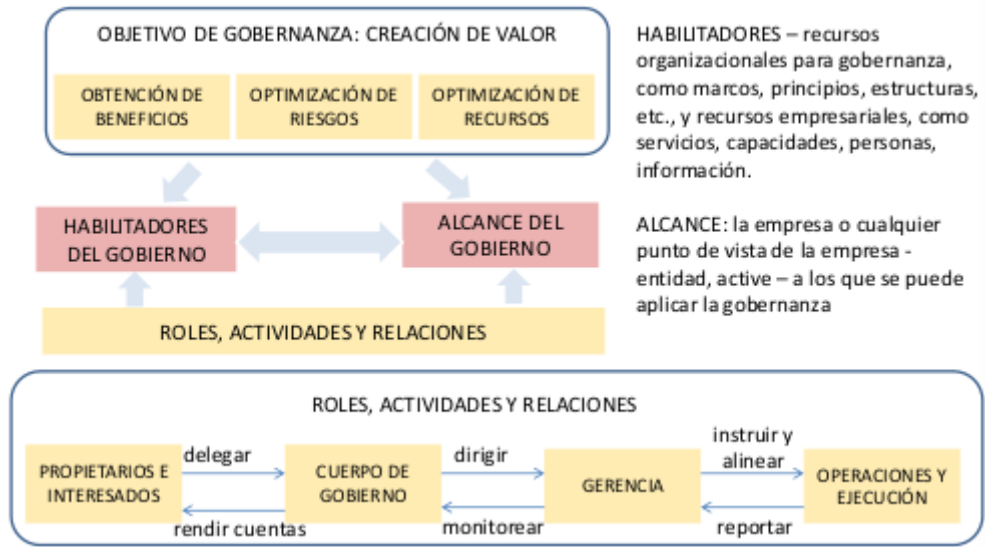 OBJETIVO DE GOBERNANZA: CREACIÓN DE VALOR
OBTENCIÓN DE
BENEFICIOS
OPTIMIZACIÓN DE
RIESGOS
OPTIMIZACIÓN DE
RECURSOS
HABILITADORES
DEL GOBIERNO
ALCANCE DEL
GOBIERNO
ROLES, ACTIVIDADES Y RELACIONES
HABILITADORES – recursos
organizacionales para gobernanza,
como marcos, principios, estructuras,
etc., y recursos empresariales, como
servicios, capacidades, personas,
información.
ALCANCE: la empresa o cualquier
punto de vista de la empresa -
entidad, active – a los que se puede
aplicar la gobernanza
ROLES, ACTIVIDADES Y RELACIONES
PROPIETARIOS E
INTERESADOS
delegar
rendir cuentas
CUERPO DE
GOBIERNO
dirigir
monitorear
GERENCIA
instruir y
alinear
reportar
OPERACIONES Y
EJECUCIÓN